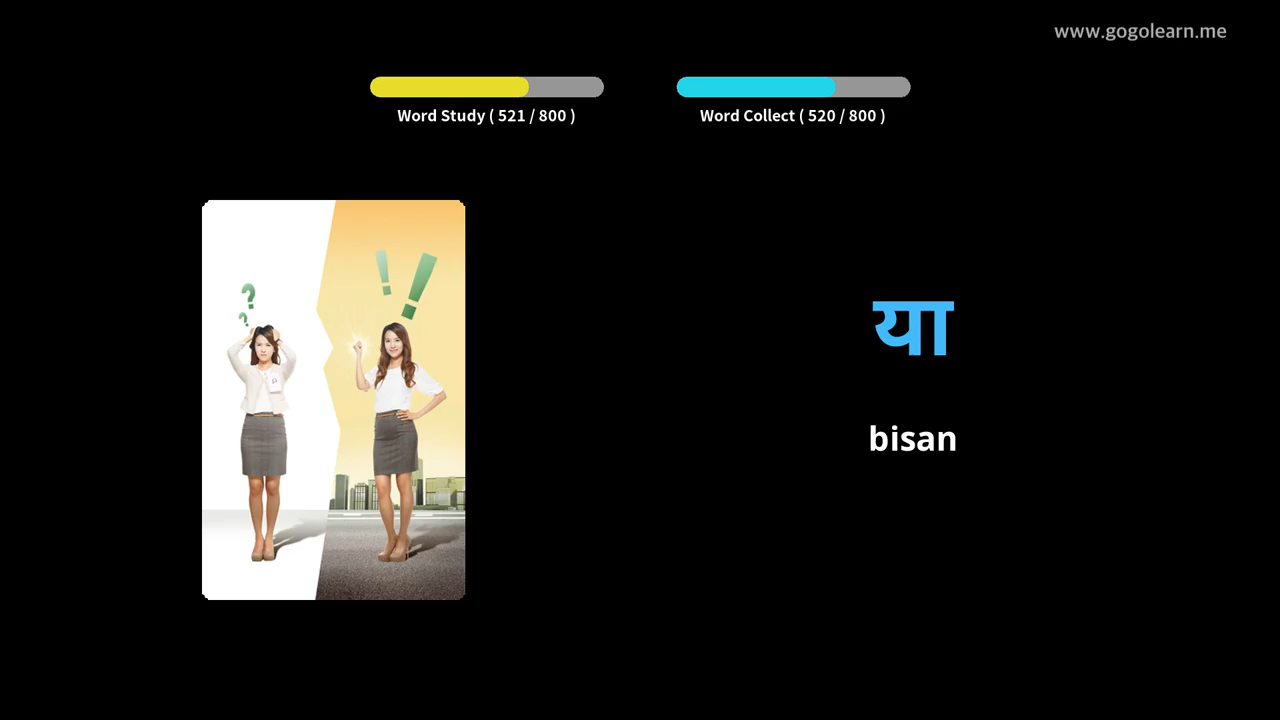 www.gogolearn.me
Word Study ( 521 / 800 )
Word Collect ( 520 / 800 )
? ?
! !
या
bisan